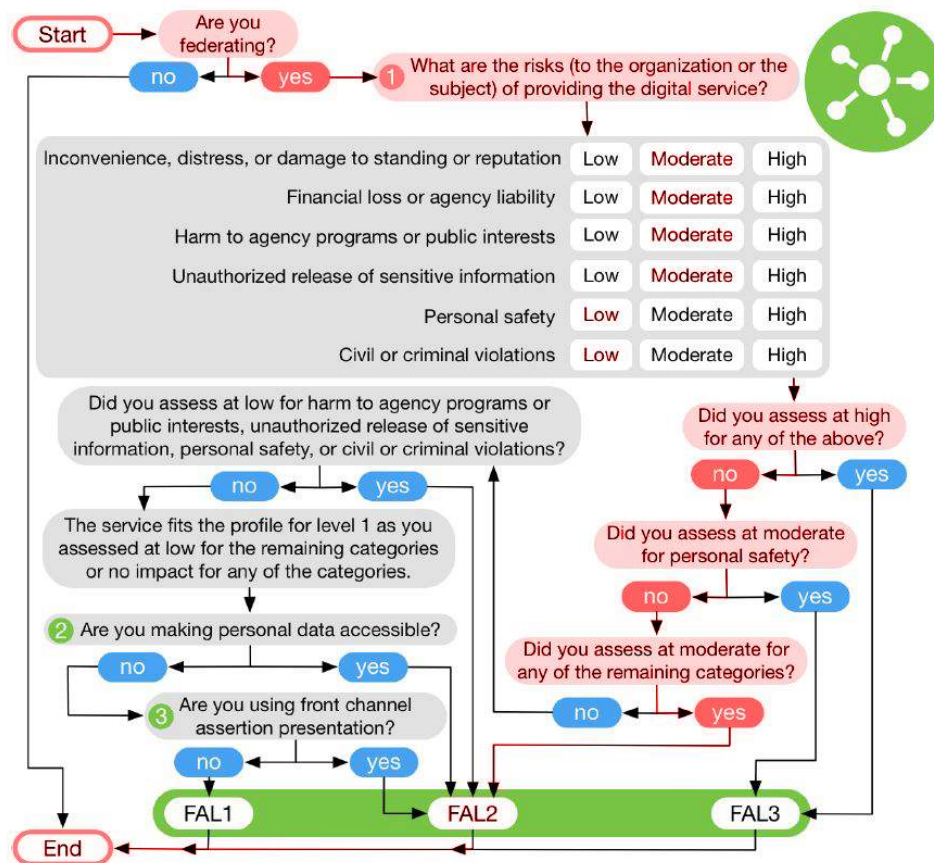 Start
Are you
federating?
no
yes
1
What are the risks (to the organization or the
subject) of providing the digital service?
Inconvenience, distress, or damage to standing or reputation Low Moderate High
Financial loss or agency liability Low Moderate High
Harm to agency programs or public interests Low Moderate High
Unauthorized release of sensitive information Low Moderate High
Personal safety Low Moderate High
Civil or criminal violations Low Moderate High
Did you assess at high
for any of the above?
no
yes
Did you assess at moderate
for personal safety?
no
yes
Did you assess at moderate for
any of the remaining categories?
no
yes
Did you assess at low for harm to agency programs or
public interests, unauthorized release of sensitive
information, personal safety, or civil or criminal violations?
no
yes
The service fits the profile for level 1 as you
assessed at low for the remaining categories
or no impact for any of the categories.
2
Are you making personal data accessible?
no
yes
3
Are you using front channel
assertion presentation?
no
yes
FAL1
FAL2
FAL3
End